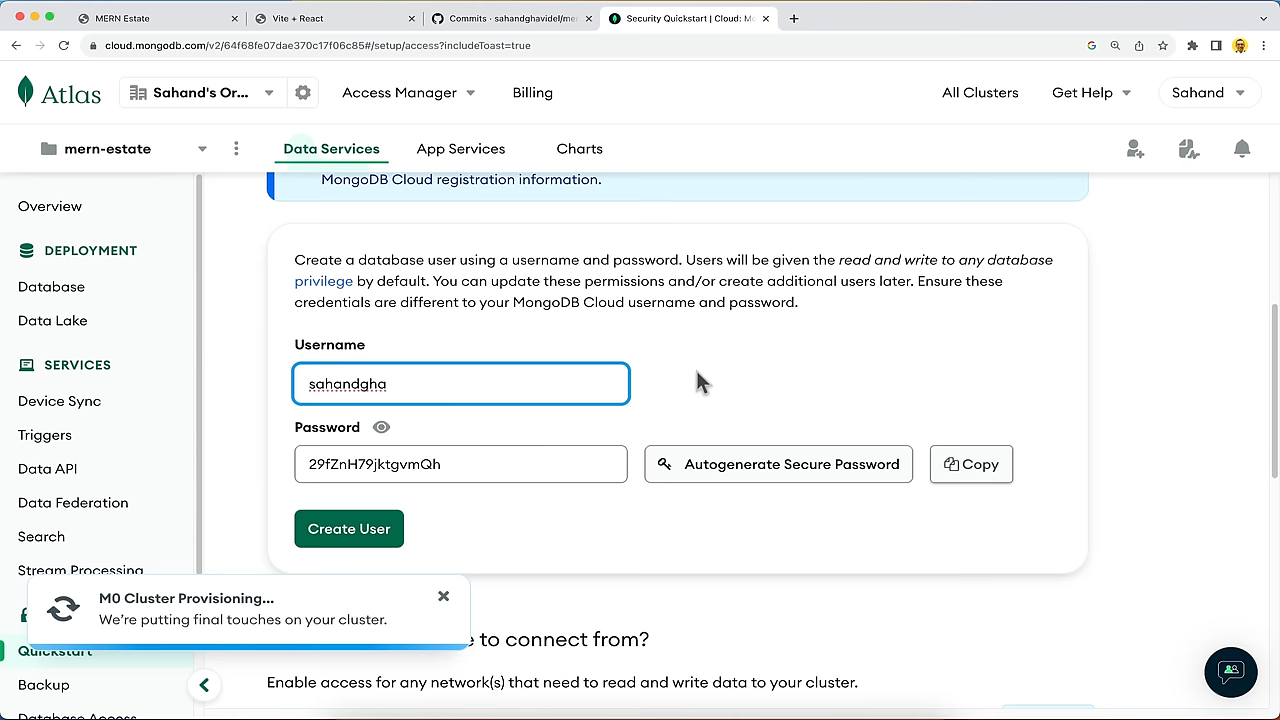 MERN Estate
Vite + React
Commits · sahandghavidel/me
Security Quickstart | Cloud: Mo
cloud.mongodb.com/v2/64f68fe07dae370c17f06c85#/setup/access?includeToast=true
Atlas
Sahand's Or...
Access Manager
Billing
All Clusters
Get Help
Sahand
mern-estate
Data Services
App Services
Charts
MongoDB Cloud registration information.
Overview
DEPLOYMENT
Database
Data Lake
SERVICES
Device Sync
Triggers
Data API
Data Federation
Search
Stream Processing
Quickstart
Backup
Database Access
Create a database user using a username and password. Users will be given the read and write to any database
privilege by default. You can update these permissions and/or create additional users later. Ensure these
credentials are different to your MongoDB Cloud username and password.
Username
sahandgha
Password
29fZnH79jktgvmQh
Autogenerate Secure Password
Copy
Create User
M0 Cluster Provisioning...
We're putting final touches on your cluster.
e to connect from?
Enable access for any network(s) that need to read and write data to your cluster.